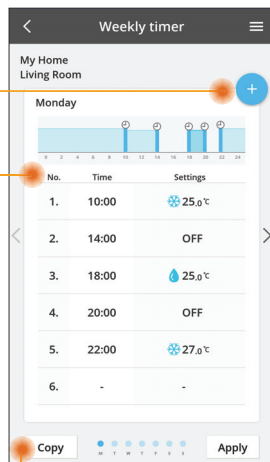 Weekly timer
My Home
Living Room
+
Monday
0 2 4 6 8 10 12 14 16 18 20 22 24
No. Time Settings
1. 10:00 25.0℃
2. 14:00 OFF
3. 18:00 25.0℃
4. 20:00 OFF
5. 22:00 27.0℃
6. - -
Copy Apply
M T W T F S S